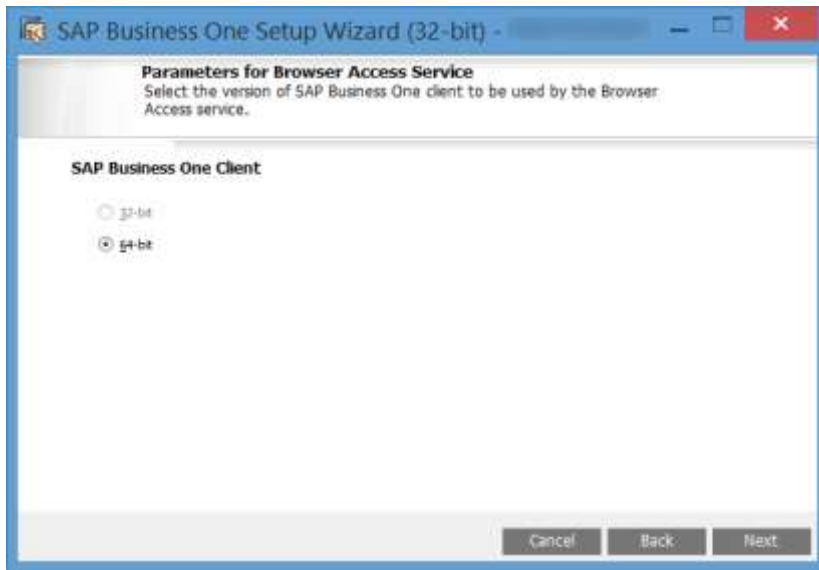 SAP Business One Setup Wizard (32-bit) -
Parameters for Browser Access Service
Select the version of SAP Business One client to be used by the Browser
Access service.
SAP Business One Client
32-bit
64-bit
Cancel Back Next